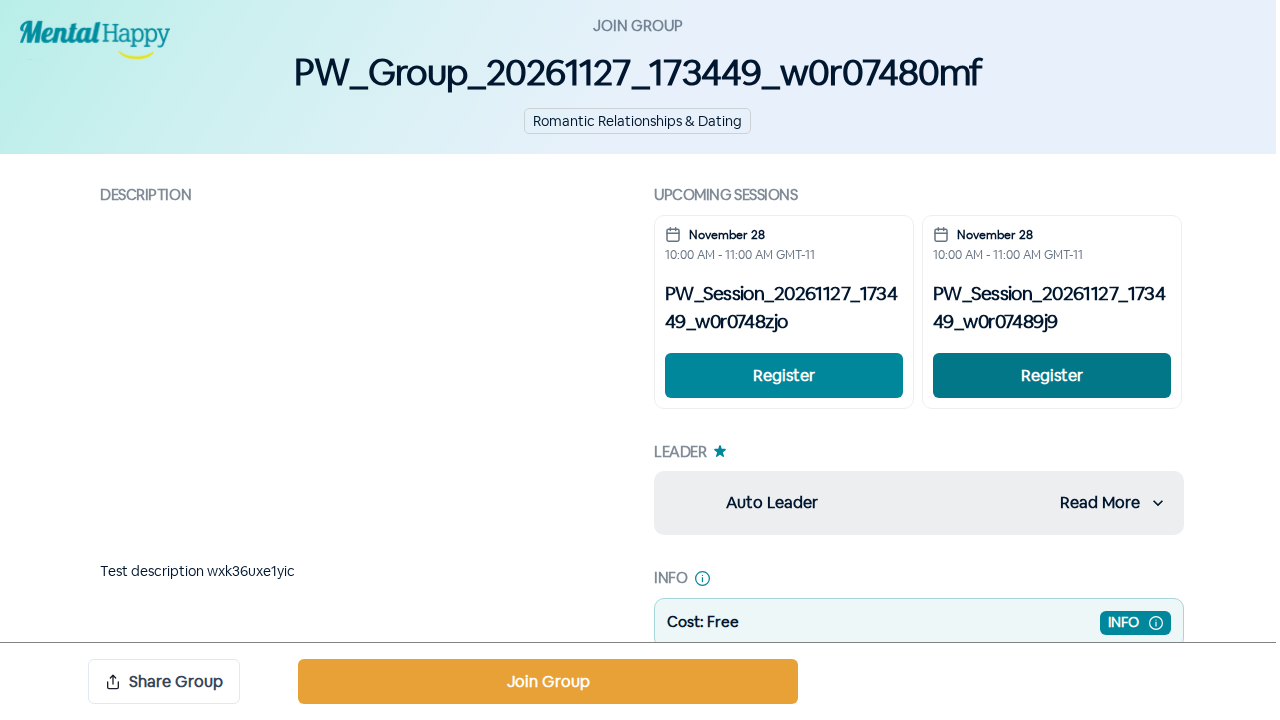 Mental Happy
JOIN GROUP
PW_Group_20261127_173449_w0r07480mf
Romantic Relationships & Dating
DESCRIPTION
Test description wxk36uxe1yic
UPCOMING SESSIONS
November 28
10:00 AM - 11:00 AM GMT-11
PW_Session_20261127_1734
49_w0r0748zjo
Register
November 28
10:00 AM - 11:00 AM GMT-11
PW_Session_20261127_1734
49_w0r07489j9
Register
LEADER
Auto Leader
Read More
INFO
Cost: Free
INFO
Share Group
Join Group